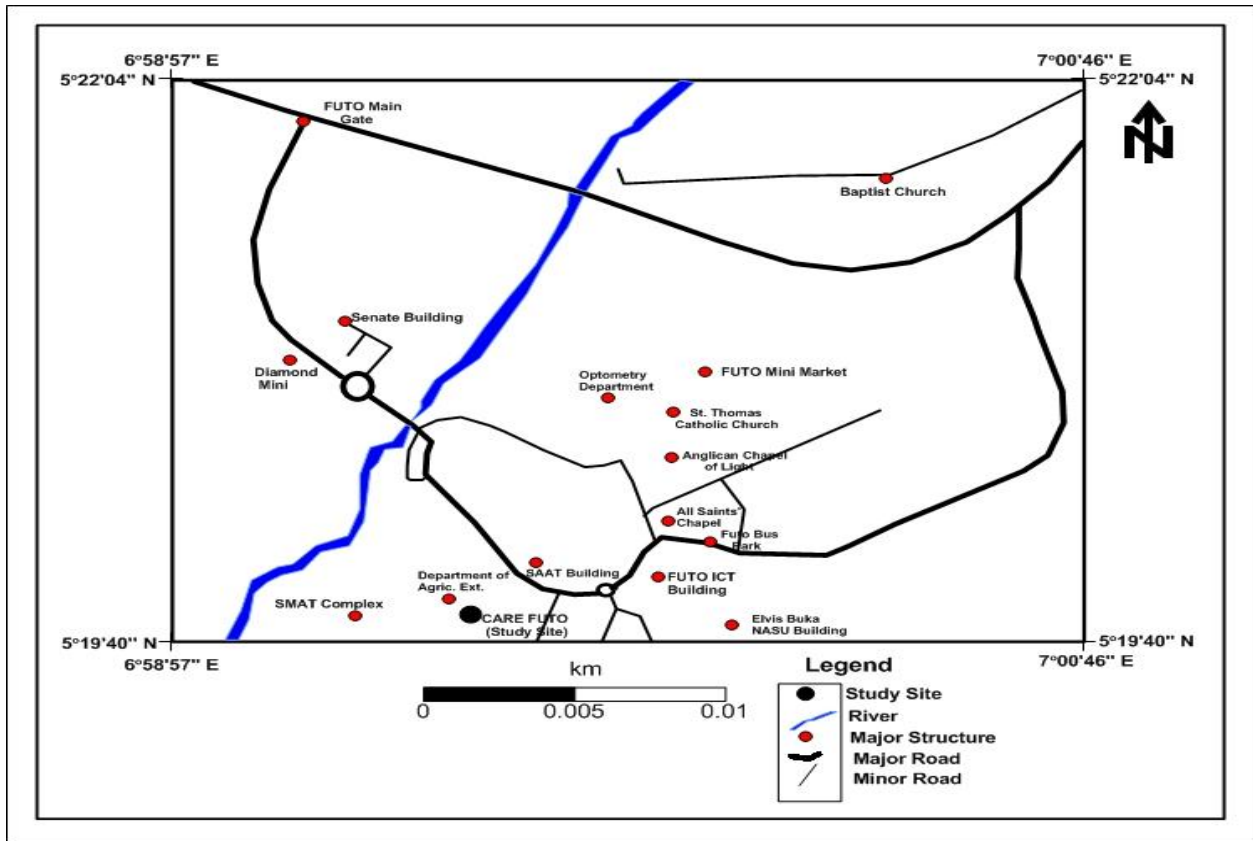 6°58'57" E
7°00'46" E
5°22'04" N
5°22'04" N
FUTO Main
Gate
N
Baptist Church
Senate Building
Diamond
Mini
Optometry
Department
FUTO Mini Market
St. Thomas
Catholic Church
Anglican Chapel
of Light
All Saints'
Chapel
Futo Bus
Park
SAAT Building
Department of
Agric. Ext.
FUTO ICT
Building
SMAT Complex
CARE FUTO
(Study Site)
Elvis Buka
NASU Building
5°19'40" N
5°19'40" N
6°58'57" E
7°00'46" E
km
0
0.005
0.01
Legend
Study Site
River
Major Structure
Major Road
Minor Road